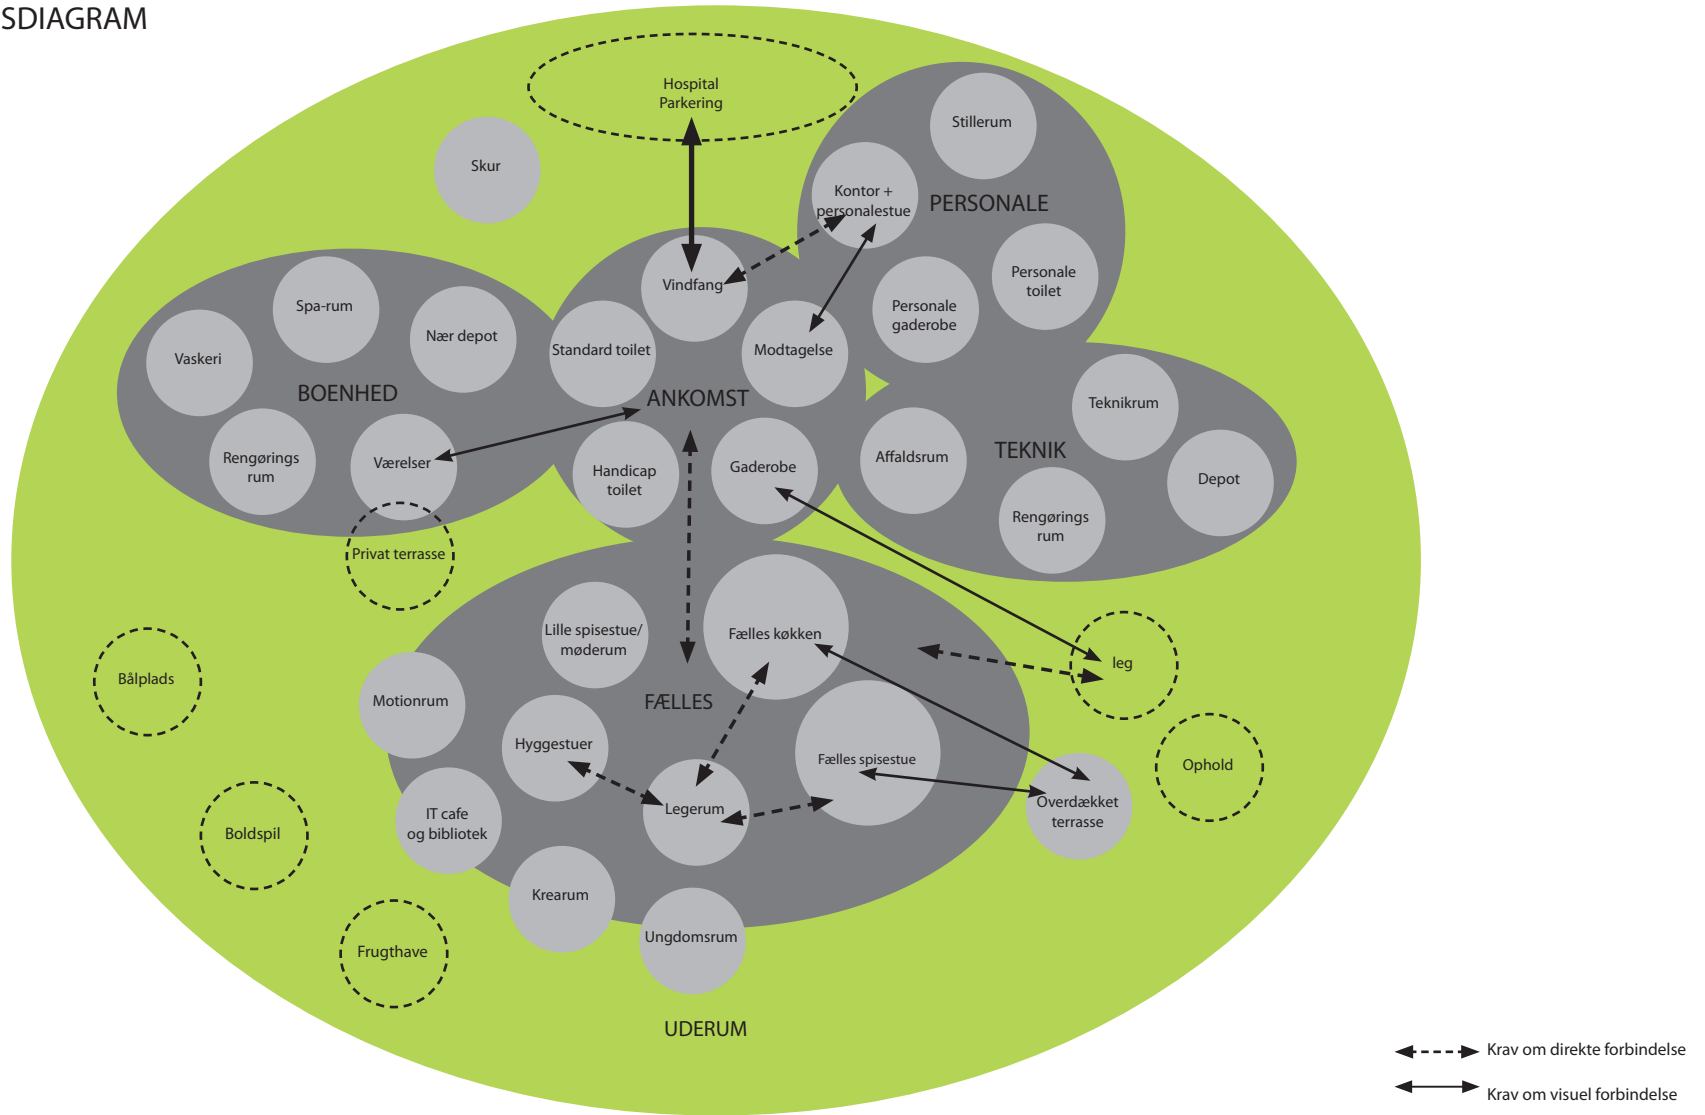 SDIAGRAM
Hospital
Parkering
Stillerum
Skur
Kontor +
personalestue
PERSONALE
Vindfang
Personale
toilet
Spa-rum
Personale
gaderobe
Nær depot
Standard toilet
Modtagelse
Vaskeri
BOENHED
ANKOMST
Teknikrum
TEKNIK
Rengørings
rum
Værelser
Handicap
toilet
Gaderobe
Affaldsrum
Depot
Rengørings
rum
Privat terrasse
Lille spisestue/
møderum
Fælles køkken
leg
Bålplads
Motionrum
FÆLLES
Hyggestuer
Fælles spisestue
Ophold
Overdækket
terrasse
Legerum
IT cafe
og bibliotek
Boldspil
Krearum
Ungdomsrum
Frugthave
UDERUM
Krav om direkte forbindelse
Krav om visuel forbindelse